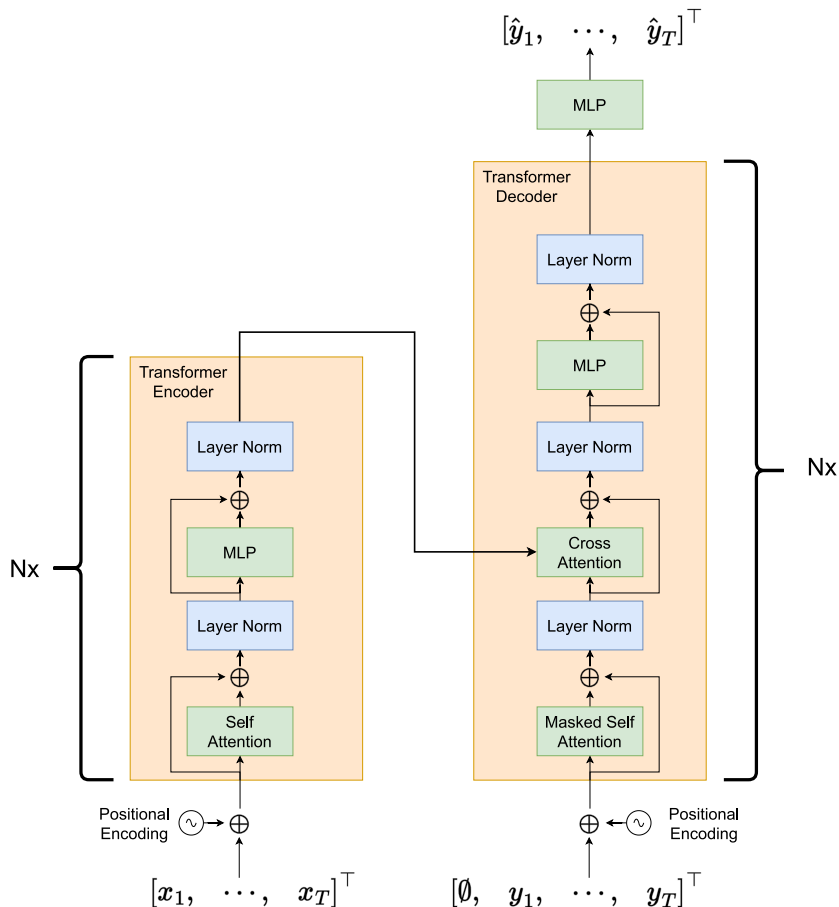 [ŷ₁, ⋯, ŷ_T]^⊤
MLP
Transformer
Decoder
Layer Norm
MLP
Layer Norm
Cross
Attention
Layer Norm
Masked Self
Attention
Nx
Positional
Encoding
[∅, y₁, ⋯, y_T]^⊤
Transformer
Encoder
Layer Norm
MLP
Layer Norm
Self
Attention
Nx
Positional
Encoding
[x₁, ⋯, x_T]^⊤